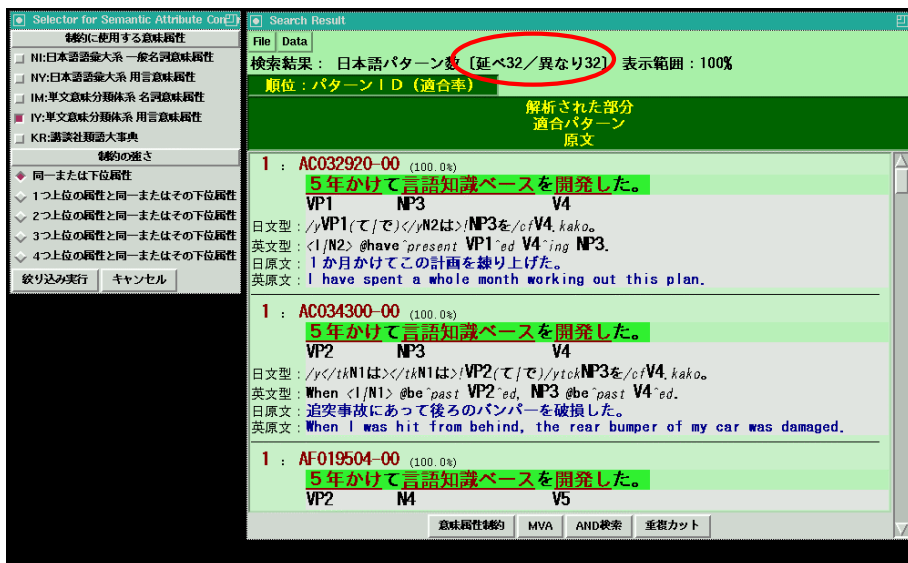 Selector for Semantic Attribute Con
制約に使用する意味属性
NI:日本語語彙大系 一般名詞意味属性
NY:日本語語彙大系 用言意味属性
IM:単文意味分類体系 名詞意味属性
IY:単文意味分類体系 用言意味属性
KR:講談社類語大事典
制約の強さ
同一または下位属性
1つ上位の属性と同一またはその下位属性
2つ上位の属性と同一またはその下位属性
3つ上位の属性と同一またはその下位属性
4つ上位の属性と同一またはその下位属性
絞り込み実行 キャンセル
Search Result
File Data
検索結果： 日本語パターン数〔延べ32／異なり32〕 表示範囲：100%
順位：パターンＩＤ（適合率）
解析された部分
適合パターン
原文
1 : AC032920-00 (100.0%)
５年かけて言語知識ベースを開発した。
VP1 NP3 V4
日文型：/yVP1(て|で)</yN2は>!NP3を/cfV4.kako。
英文型：<I|N2> @have^present VP1^ed V4^ing NP3.
日原文：１か月かけてこの計画を練り上げた。
英原文：I have spent a whole month working out this plan.
1 : AC034300-00 (100.0%)
５年かけて言語知識ベースを開発した。
VP2 NP3 V4
日文型：/y</tkN1は></tkN1は>!VP2(て|で)/ytckNP3を/cfV4.kako。
英文型：When <I|N1> @be^past VP2^ed, NP3 @be^past V4^ed.
日原文：追突事故にあって後ろのバンパーを破損した。
英原文：When I was hit from behind, the rear bumper of my car was damaged.
1 : AF019504-00 (100.0%)
５年かけて言語知識ベースを開発した。
VP2 N4 V5
意味属性制約 MVA AND検索 重複カット